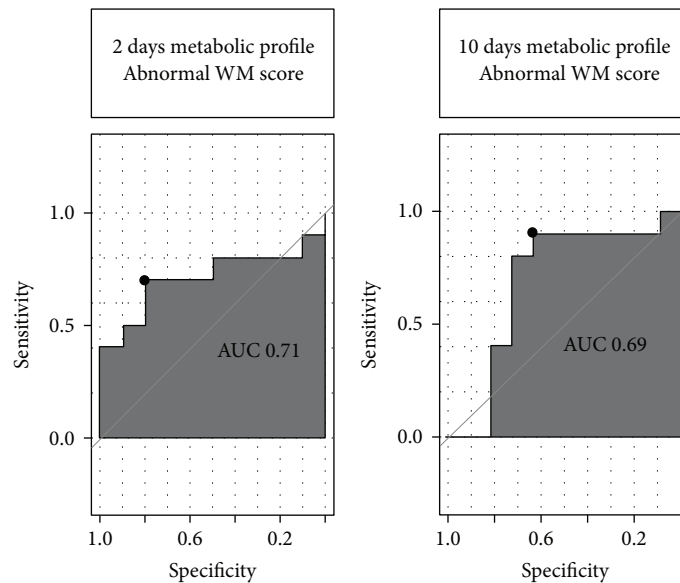 2 days metabolic profile
Abnormal WM score
1.0
0.5
0.0
Sensitivity
AUC 0.71
1.0
0.6
0.2
Specificity
10 days metabolic profile
Abnormal WM score
1.0
0.5
0.0
Sensitivity
AUC 0.69
1.0
0.6
0.2
Specificity